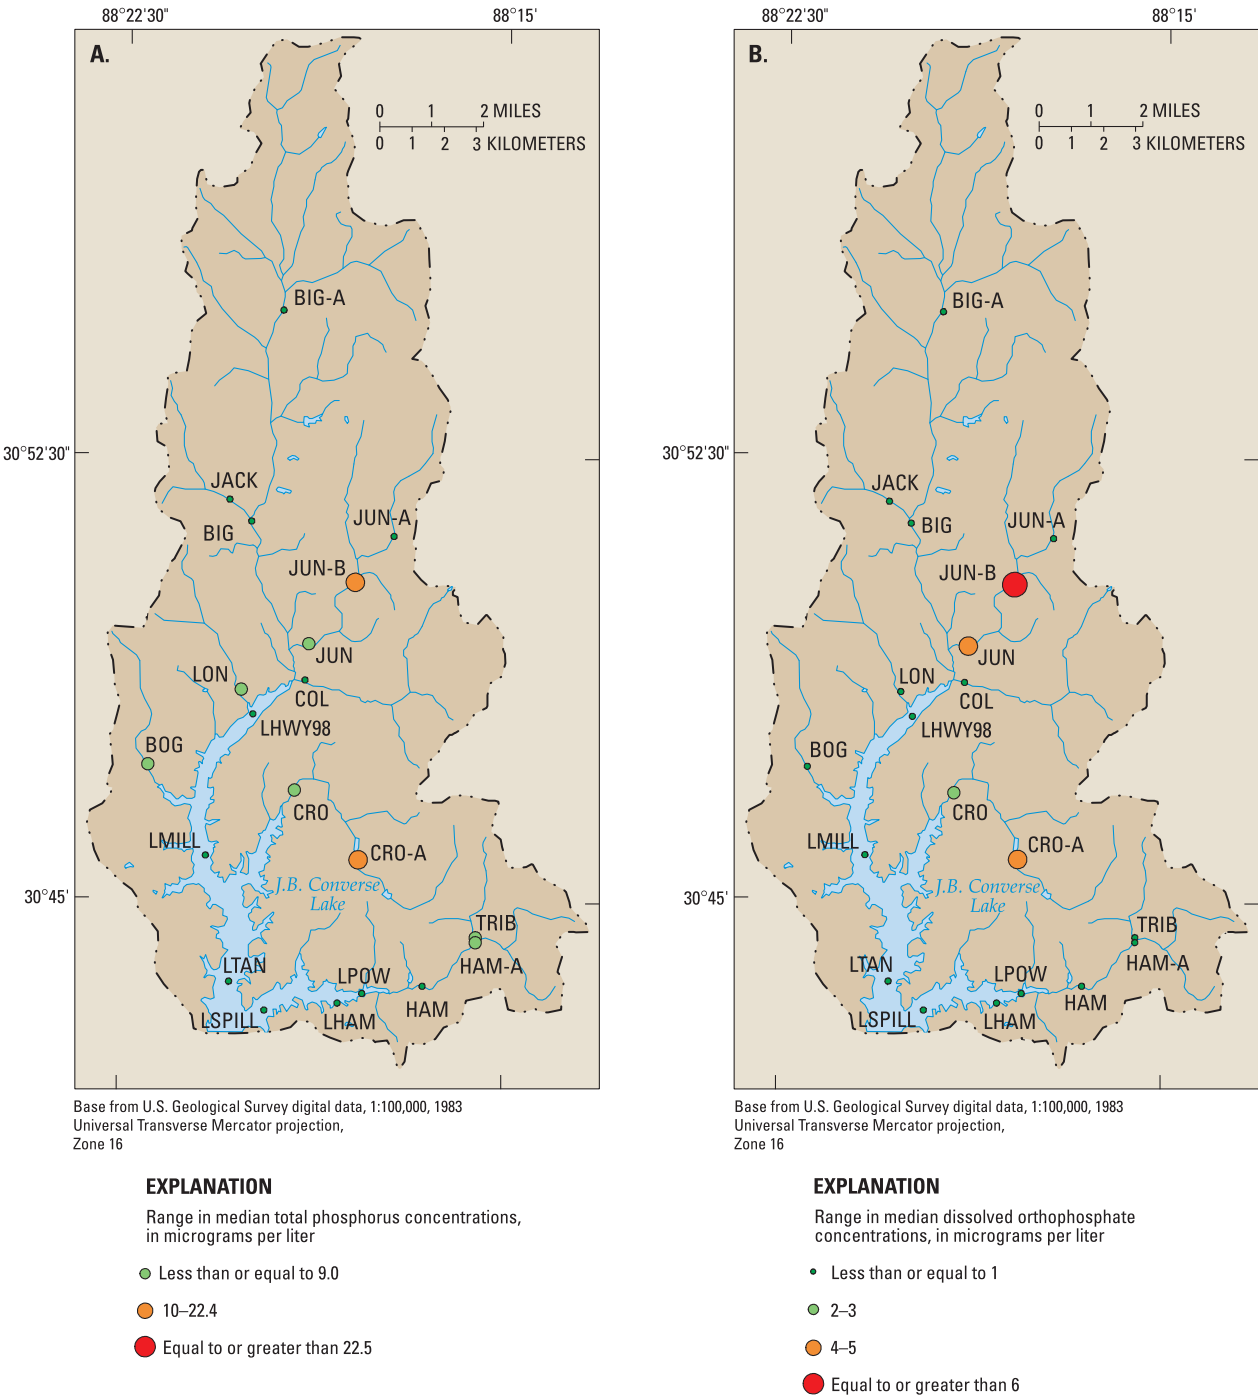 88°22'30"
88°15'
A.
0 1 2 MILES
0 1 2 3 KILOMETERS
BIG-A
30°52'30"
JACK
BIG
JUN-A
JUN-B
JUN
LON
COL
LHWY98
BOG
CRO
LMILL
CRO-A
J.B. Converse
Lake
30°45'
TRIB
HAM-A
LTAN
LPOW
LSPILL
LHAM
HAM
Base from U.S. Geological Survey digital data, 1:100,000, 1983
Universal Transverse Mercator projection,
Zone 16
EXPLANATION
Range in median total phosphorus concentrations,
in micrograms per liter
Less than or equal to 9.0
10–22.4
Equal to or greater than 22.5
88°22'30"
88°15'
B.
0 1 2 MILES
0 1 2 3 KILOMETERS
BIG-A
30°52'30"
JACK
BIG
JUN-A
JUN-B
JUN
LON
COL
LHWY98
BOG
CRO
LMILL
CRO-A
J.B. Converse
Lake
30°45'
TRIB
HAM-A
LTAN
LPOW
LSPILL
LHAM
HAM
Base from U.S. Geological Survey digital data, 1:100,000, 1983
Universal Transverse Mercator projection,
Zone 16
EXPLANATION
Range in median dissolved orthophosphate
concentrations, in micrograms per liter
Less than or equal to 1
2–3
4–5
Equal to or greater than 6